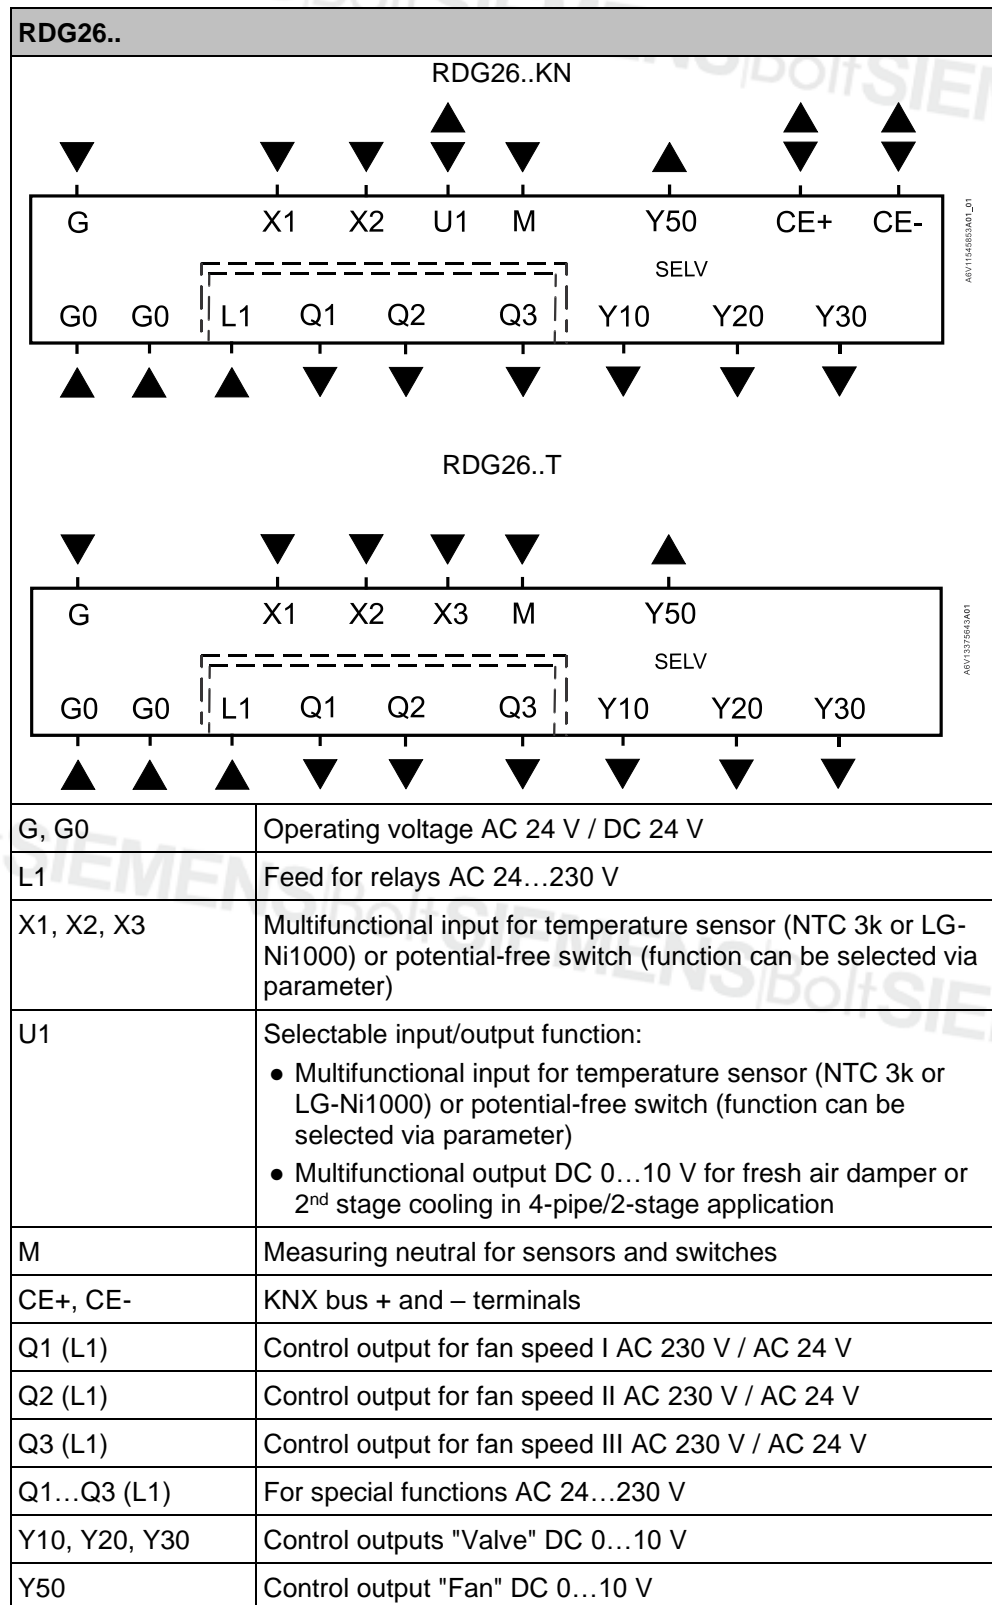 RDG26..
RDG26..KN
G X1 X2 U1 M Y50 CE+ CE-
SELV
G0 G0 L1 Q1 Q2 Q3 Y10 Y20 Y30
A6V11545853A01_01
RDG26..T
G X1 X2 X3 M Y50
SELV
G0 G0 L1 Q1 Q2 Q3 Y10 Y20 Y30
A6V13375643A01
G, G0 Operating voltage AC 24 V / DC 24 V
L1 Feed for relays AC 24…230 V
X1, X2, X3 Multifunctional input for temperature sensor (NTC 3k or LG-
Ni1000) or potential-free switch (function can be selected via
parameter)
U1 Selectable input/output function:
● Multifunctional input for temperature sensor (NTC 3k or
LG-Ni1000) or potential-free switch (function can be
selected via parameter)
● Multifunctional output DC 0…10 V for fresh air damper or
2nd stage cooling in 4-pipe/2-stage application
M Measuring neutral for sensors and switches
CE+, CE- KNX bus + and – terminals
Q1 (L1) Control output for fan speed I AC 230 V / AC 24 V
Q2 (L1) Control output for fan speed II AC 230 V / AC 24 V
Q3 (L1) Control output for fan speed III AC 230 V / AC 24 V
Q1…Q3 (L1) For special functions AC 24…230 V
Y10, Y20, Y30 Control outputs "Valve" DC 0…10 V
Y50 Control output "Fan" DC 0…10 V
SIEMENS|Bolt SIEMENS|Bolt SIE